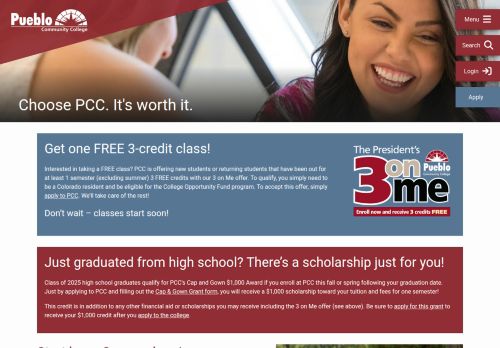 Pueblo
Community College
Menu
Search
Login
Apply
Choose PCC. It's worth it.
Get one FREE 3-credit class!
Interested in taking a FREE class? PCC is offering new students or returning students that have been out for
at least 1 semester (excluding summer) 3 FREE credits with our 3 on Me offer. To qualify, you simply need to
be a Colorado resident and be eligible for the College Opportunity Fund program. To accept this offer, simply
apply to PCC. We'll take care of the rest!
Don't wait – classes start soon!
The President's
3 on me
Pueblo
Community College
Enroll now and receive 3 credits FREE
Just graduated from high school? There's a scholarship just for you!
Class of 2025 high school graduates qualify for PCC's Cap and Gown $1,000 Award if you enroll at PCC this fall or spring following your graduation date.
Just by applying to PCC and filling out the Cap & Gown Grant form, you will receive a $1,000 scholarship toward your tuition and fees for one semester!
This credit is in addition to any other financial aid or scholarships you may receive including the 3 on Me offer (see above). Be sure to apply for this grant to
receive your $1,000 credit after you apply to the college.